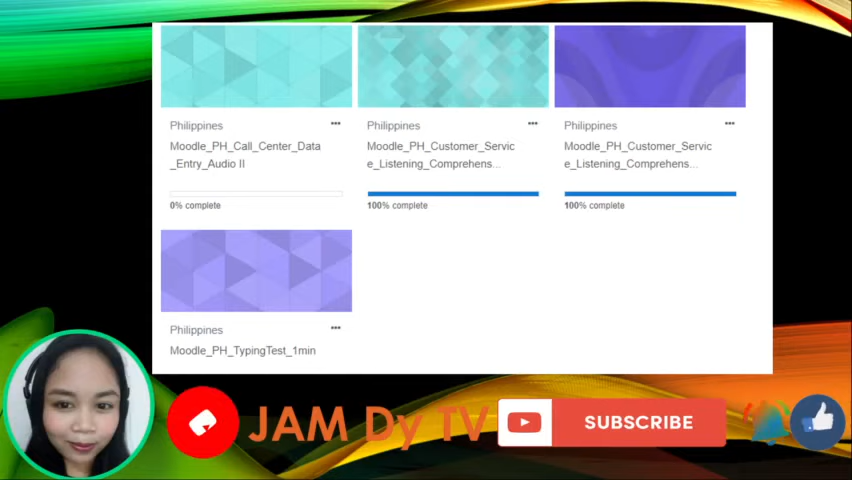 Philippines
Moodle_PH_Call_Center_Data
_Entry_Audio II
0% complete
Philippines
Moodle_PH_Customer_Servic
e_Listening_Comprehens...
100% complete
Philippines
Moodle_PH_Customer_Servic
e_Listening_Comprehens...
100% complete
Philippines
Moodle_PH_TypingTest_1min
JAM Dy TV
SUBSCRIBE